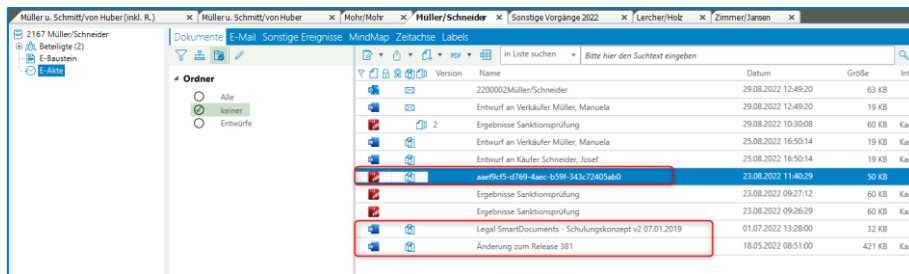 Müller u. Schmitt/von Huber (inkl. R.) × Müller u. Schmitt/von Huber × Mohr/Mohr × Müller/Schneider × Sonstige Vorgänge 2022 × Lercher/Holz × Zimmer/Jansen ×
2167 Müller/Schneider
Beteiligte (2)
E-Baustein
E-Akte
Dokumente E-Mail Sonstige Ereignisse MindMap Zeitachse Labels
PDF in Liste suchen Bitte hier den Suchtext eingeben
Ordner
Alle
keiner
Entwürfe
Version Name Datum Größe Inf
2200002Müller/Schneider 29.08.2022 12:49:20 63 KB
Entwurf an Verkäufer Müller, Manuela 29.08.2022 12:49:20 19 KB
2 Ergebnisse Sanktionsprüfung 29.08.2022 10:30:08 60 KB Kau
Entwurf an Verkäufer Müller, Manuela 25.08.2022 16:50:14 19 KB Kau
Entwurf an Käufer Schneider, Josef 25.08.2022 16:50:14 19 KB Kau
aaef9cf5-d769-4aec-b59f-343c72405ab0 23.08.2022 11:40:29 50 KB
Ergebnisse Sanktionsprüfung 23.08.2022 09:27:12 60 KB Kau
Ergebnisse Sanktionsprüfung 23.08.2022 09:26:29 60 KB Kau
Legal SmartDocuments - Schulungskonzept v2 07.01.2019 01.07.2022 13:28:00 32 KB
Änderung zum Release 381 18.05.2022 08:51:00 421 KB Kau